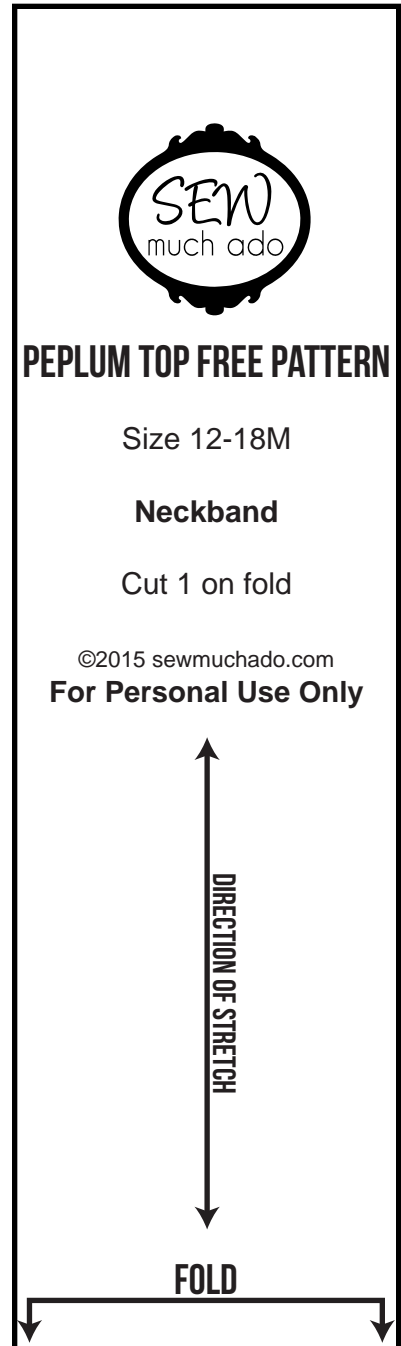 SEW
much ado
PEPLUM TOP FREE PATTERN
Size 12-18M
Neckband
Cut 1 on fold
©2015 sewmuchado.com
For Personal Use Only
DIRECTION OF STRETCH
FOLD